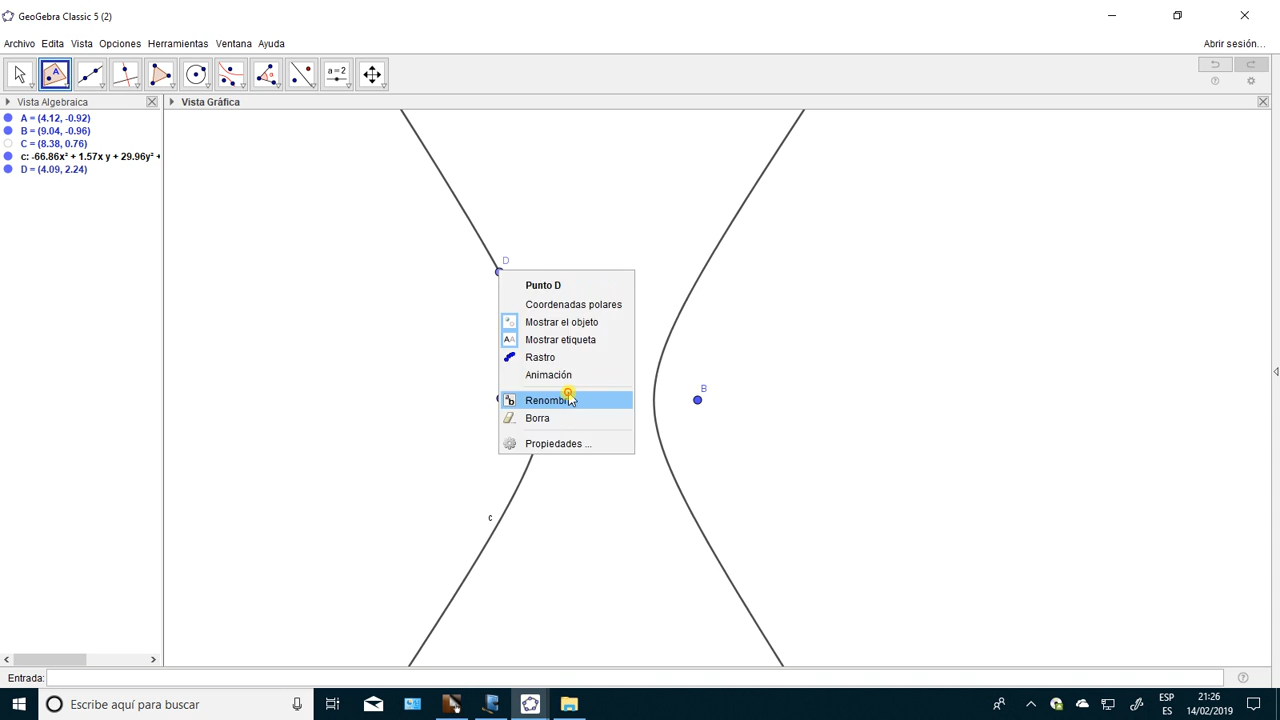 GeoGebra Classic 5 (2)
Archivo Edita Vista Opciones Herramientas Ventana Ayuda
Abrir sesión...
A
a=2
Vista Algebraica
Vista Gráfica
A = (4.12, -0.92)
B = (9.04, -0.96)
C = (8.38, 0.76)
c: -66.86x² + 1.57x y + 29.96y² +
D = (4.09, 2.24)
D
Punto D
Coordenadas polares
Mostrar el objeto
AA Mostrar etiqueta
Rastro
Animación
Borra
Propiedades ...
B
c
Entrada:
Escribe aquí para buscar
ESP
ES
21:26
14/02/2019